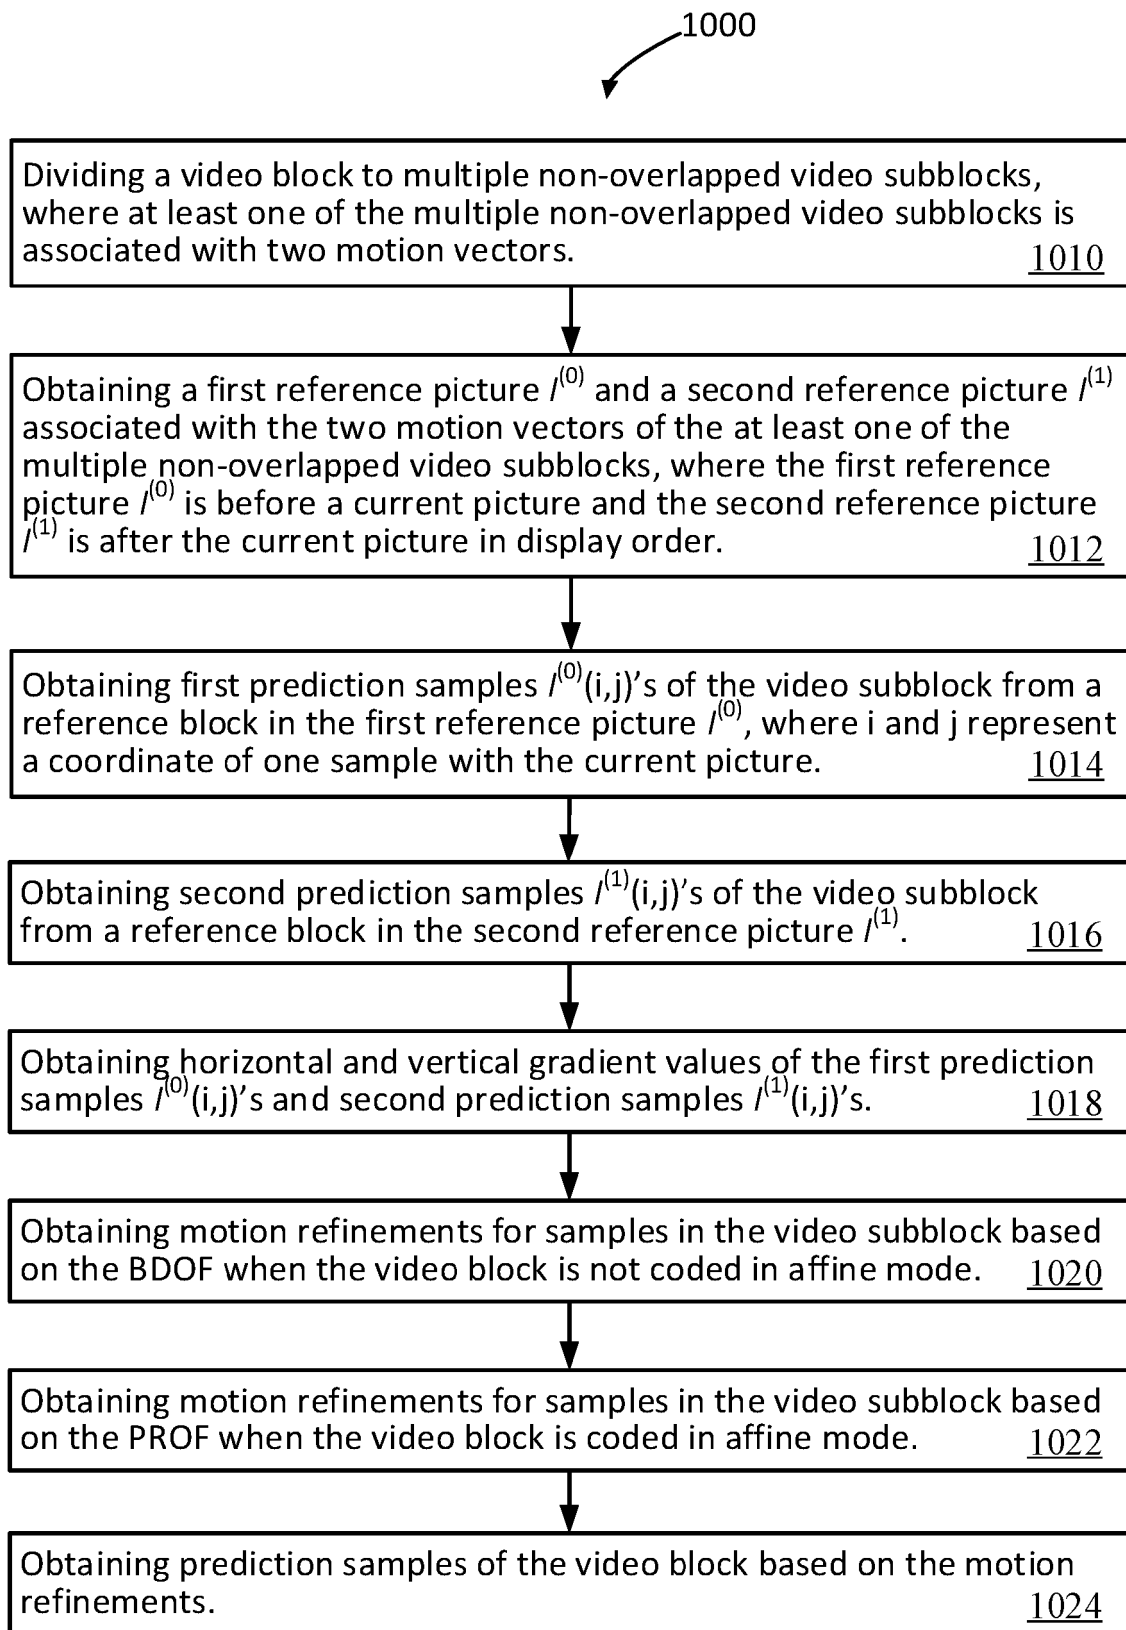 1000
Dividing a video block to multiple non-overlapped video subblocks,
where at least one of the multiple non-overlapped video subblocks is
associated with two motion vectors. 1010
Obtaining a first reference picture I⁽⁰⁾ and a second reference picture I⁽¹⁾
associated with the two motion vectors of the at least one of the
multiple non-overlapped video subblocks, where the first reference
picture I⁽⁰⁾ is before a current picture and the second reference picture
I⁽¹⁾ is after the current picture in display order. 1012
Obtaining first prediction samples I⁽⁰⁾(i,j)’s of the video subblock from a
reference block in the first reference picture I⁽⁰⁾, where i and j represent
a coordinate of one sample with the current picture. 1014
Obtaining second prediction samples I⁽¹⁾(i,j)’s of the video subblock
from a reference block in the second reference picture I⁽¹⁾. 1016
Obtaining horizontal and vertical gradient values of the first prediction
samples I⁽⁰⁾(i,j)’s and second prediction samples I⁽¹⁾(i,j)’s. 1018
Obtaining motion refinements for samples in the video subblock based
on the BDOF when the video block is not coded in affine mode. 1020
Obtaining motion refinements for samples in the video subblock based
on the PROF when the video block is coded in affine mode. 1022
Obtaining prediction samples of the video block based on the motion
refinements. 1024